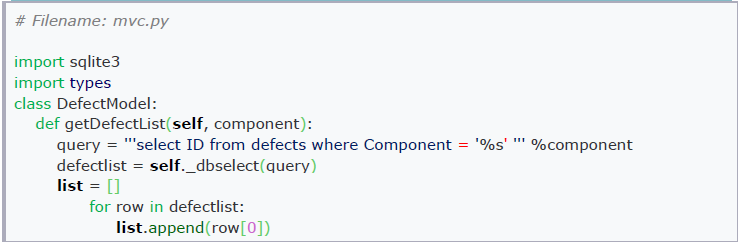 # Filename: mvc.py
import sqlite3
import types
class DefectModel:
def getDefectList(self, component):
query = '''select ID from defects where Component = '%s' ''' %component
defectlist = self._dbselect(query)
list = []
for row in defectlist:
list.append(row[0])